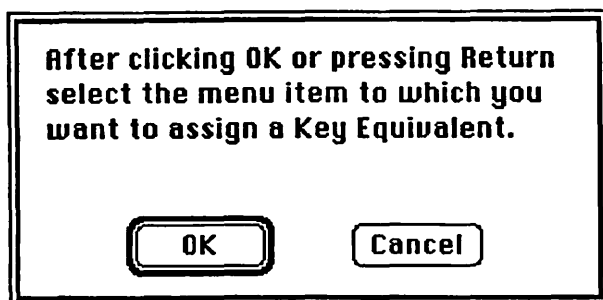 After clicking OK or pressing Return
select the menu item to which you
want to assign a Key Equivalent.
OK Cancel